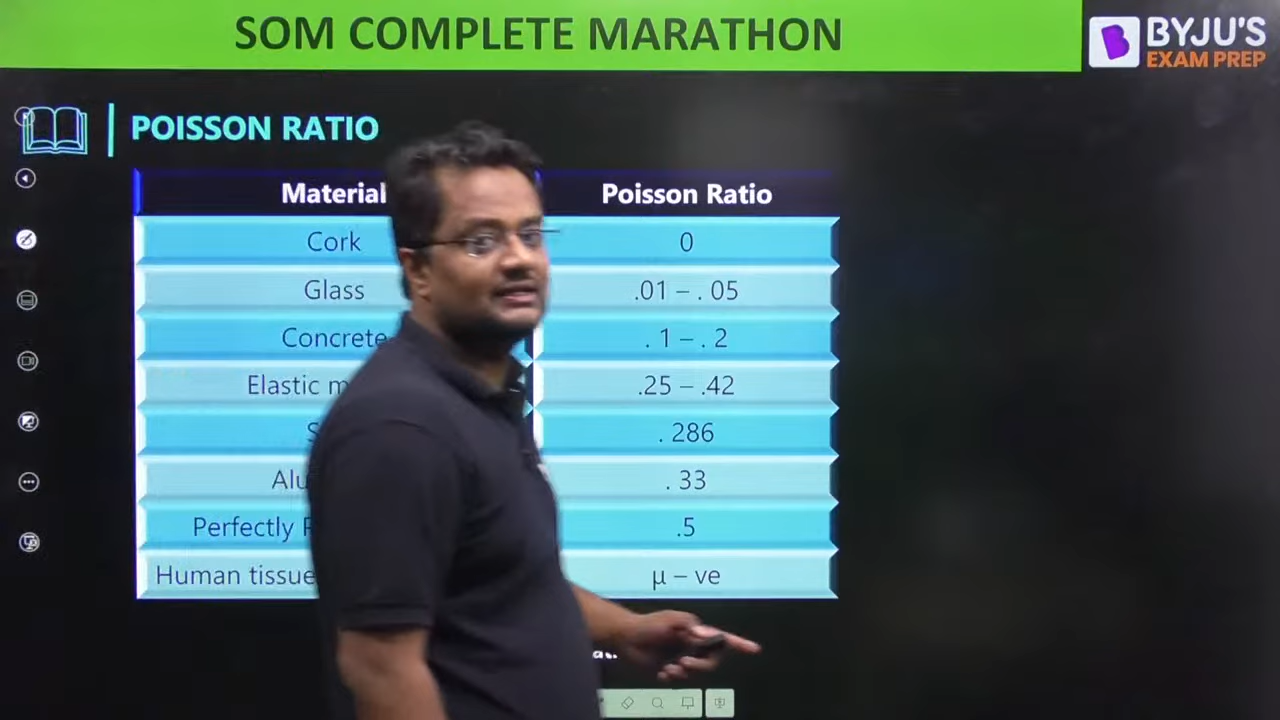 SOM COMPLETE MARATHON
BYJU'S
EXAM PREP
POISSON RATIO
Material Poisson Ratio
Cork 0
Glass .01 – . 05
Concrete . 1 – . 2
Elastic .25 – .42
. 286
. 33
Perfectly .5
Human tissue μ – ve